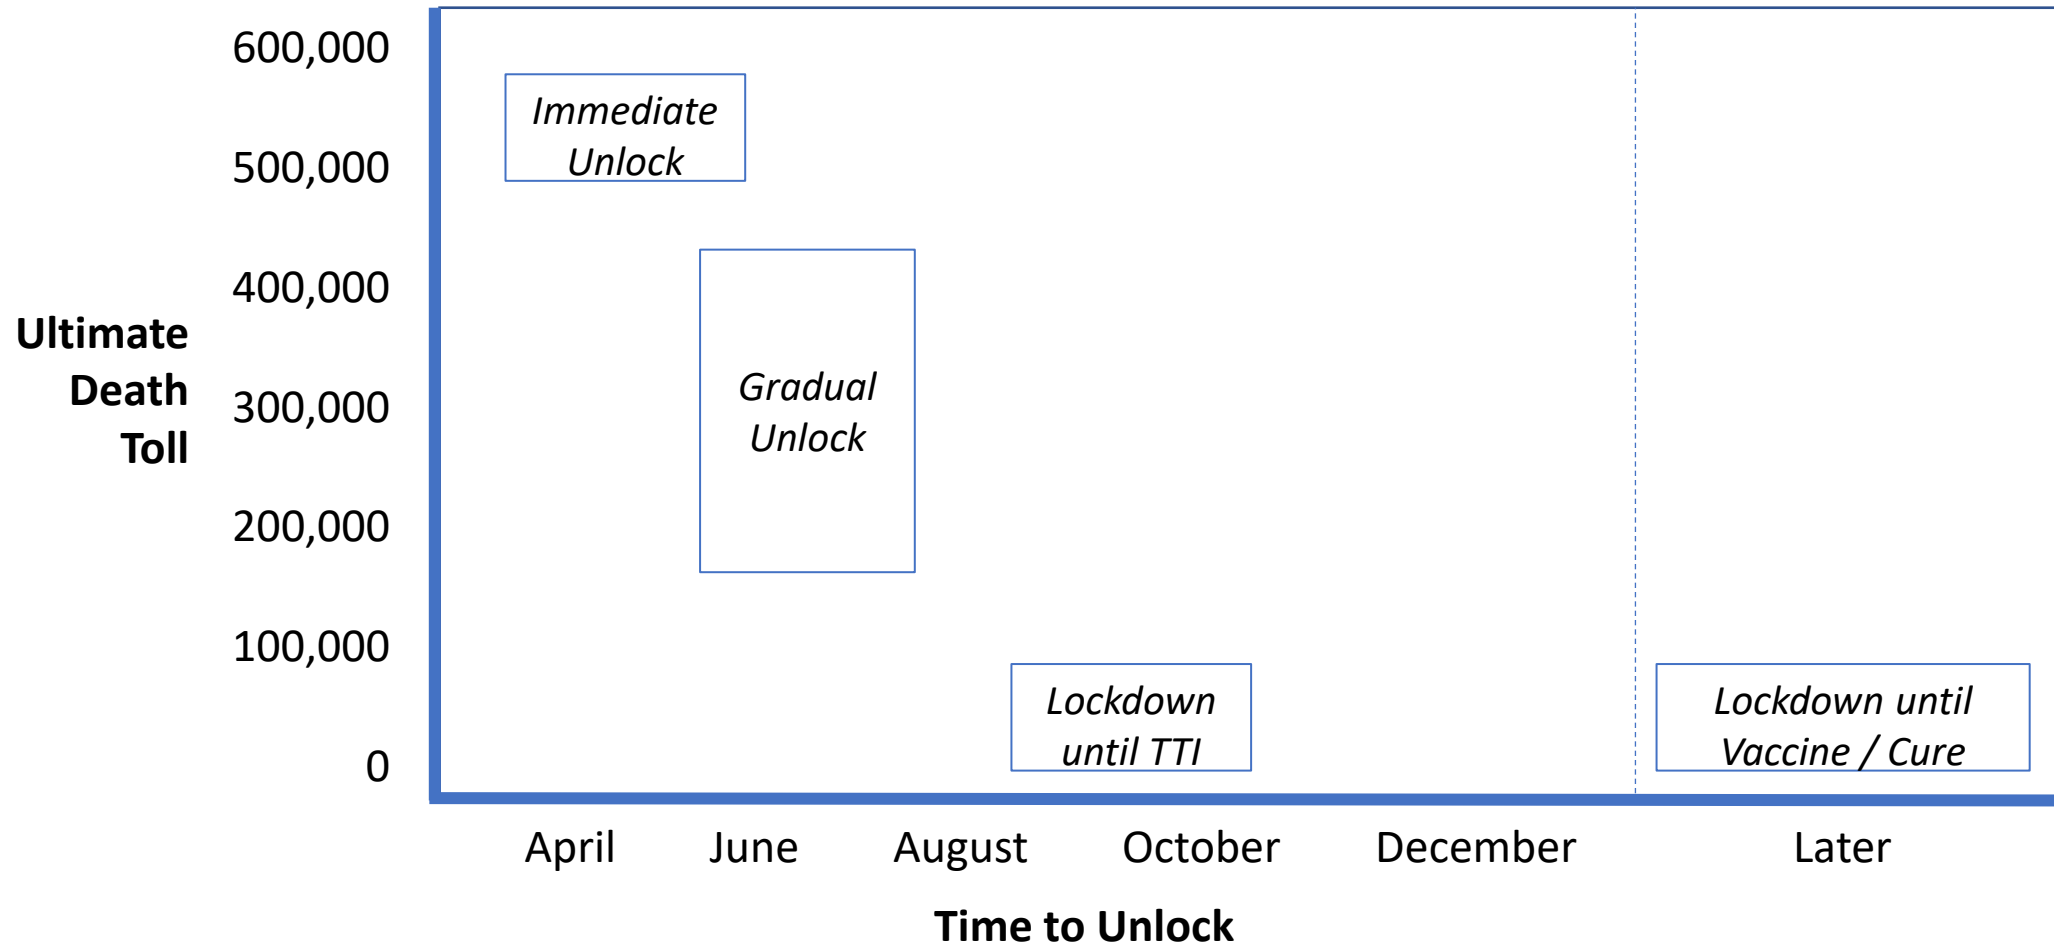 600,000
500,000
400,000
300,000
200,000
100,000
0
Ultimate
Death
Toll
Immediate
Unlock
Gradual
Unlock
Lockdown
until TTI
Lockdown until
Vaccine / Cure
April June August October December Later
Time to Unlock